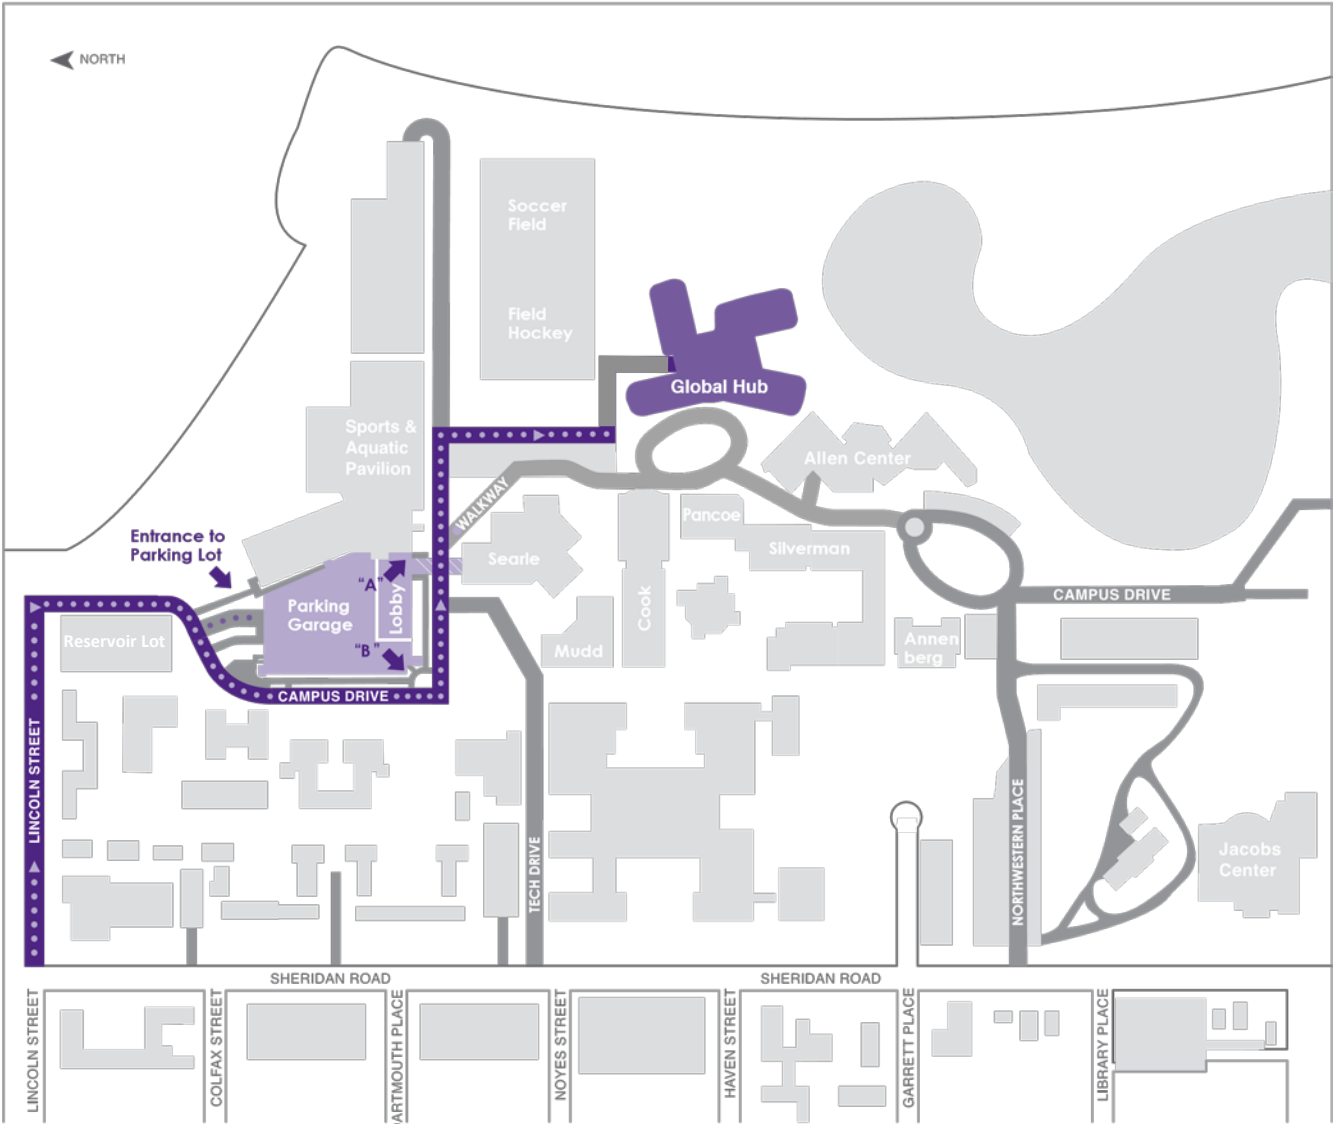 NORTH
Soccer
Field
Field
Hockey
Global Hub
Sports &
Aquatic
Pavilion
Allen Center
WALKWAY
Entrance to
Parking Lot
Pancoe
Searle
Silverman
"A"
Lobby
Parking
Garage
Cook
CAMPUS DRIVE
Reservoir Lot
"B"
Mudd
Annen
berg
CAMPUS DRIVE
LINCOLN STREET
TECH DRIVE
NORTHWESTERN PLACE
Jacobs
Center
SHERIDAN ROAD
SHERIDAN ROAD
LINCOLN STREET
COLFAX STREET
ARTMOUTH PLACE
NOYES STREET
HAVEN STREET
GARRETT PLACE
LIBRARY PLACE